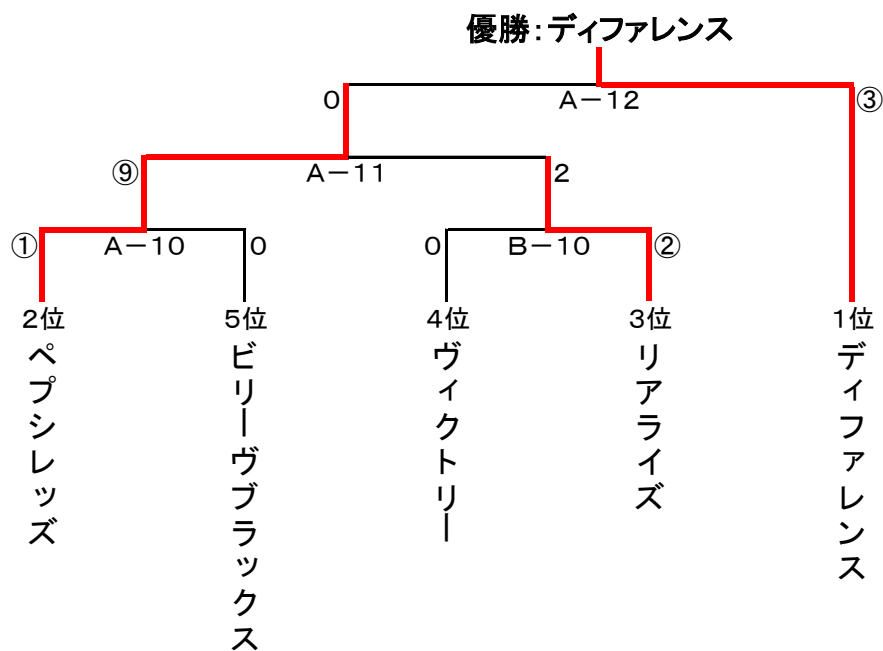 優勝：ディファレンス
0
A－12
③
⑨
A－11
2
①
A－10
0
0
B－10
②
2位
5位
4位
3位
1位
ペプシレッズ
ビリーヴブラックス
ヴィクトリー
リアライズ
ディファレンス